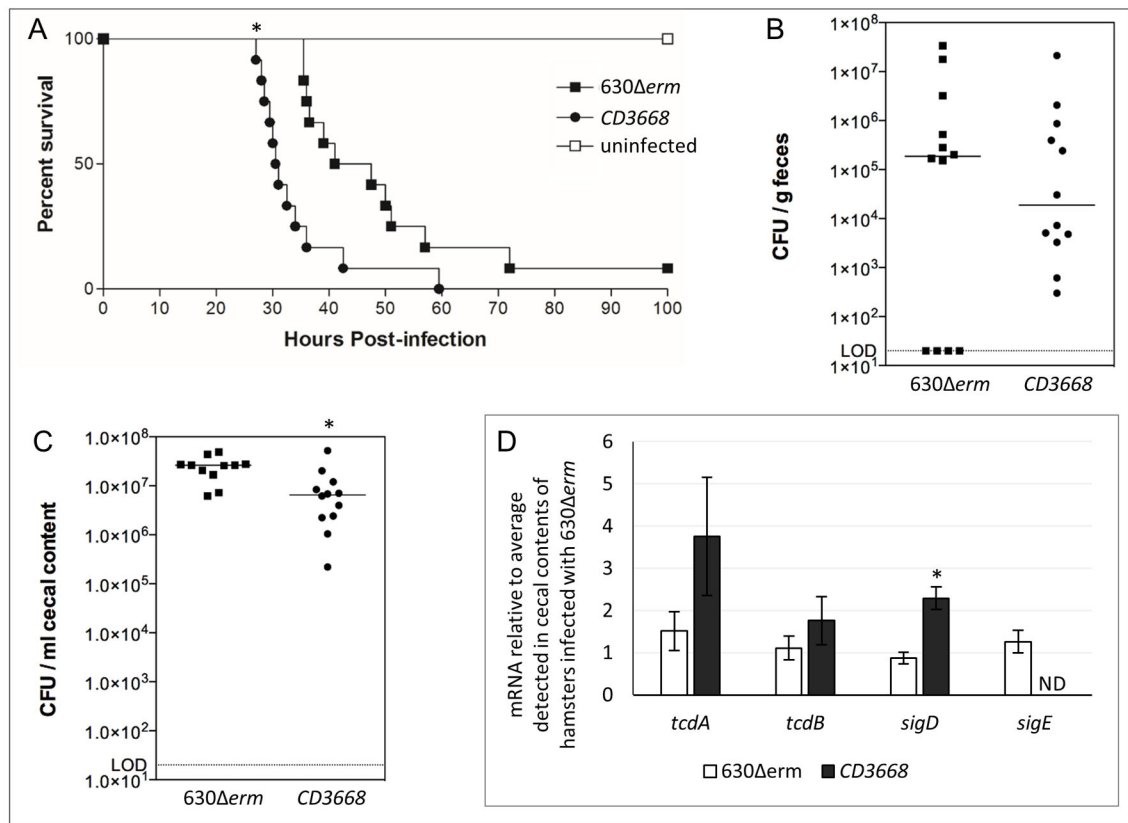 A
*
100
50
0
Percent survival
0 10 20 30 40 50 60 70 80 90 100
Hours Post-infection
630Δerm
CD3668
uninfected
B
1×10⁸
1×10⁷
1×10⁶
1×10⁵
1×10⁴
1×10³
1×10²
LOD
1×10¹
CFU / g feces
630Δerm CD3668
C
*
1.0×10⁸
1.0×10⁷
1.0×10⁶
1.0×10⁵
1.0×10⁴
1.0×10³
1.0×10²
LOD
1.0×10¹
CFU / ml cecal content
630Δerm CD3668
D
mRNA relative to average
detected in cecal contents of
hamsters infected with 630Δerm
6
5
4
3
2
1
0
*
ND
tcdA tcdB sigD sigE
630Δerm CD3668